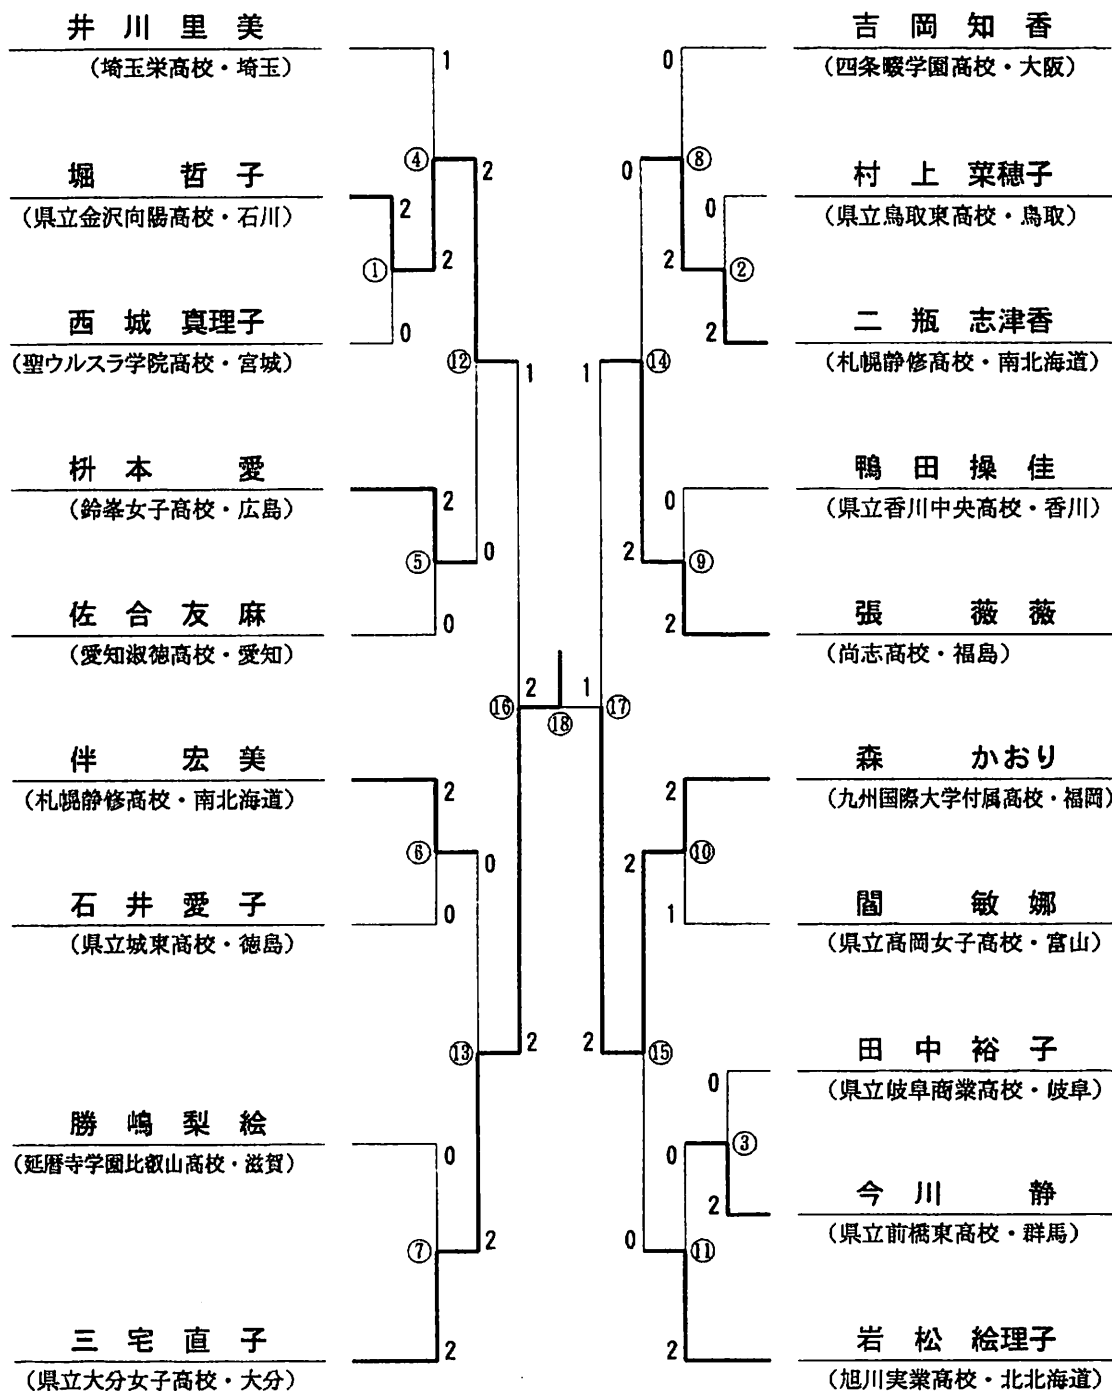 井川里美
(埼玉栄高校・埼玉)
1
④
2
堀 哲子
(県立金沢向陽高校・石川)
2
①
2
西城 真理子
(聖ウルスラ学院高校・宮城)
0
⑫
1
枡本 愛
(鈴峯女子高校・広島)
2
⑤
0
佐合友麻
(愛知淑徳高校・愛知)
0
⑯
2
伴 宏美
(札幌静修高校・南北海道)
2
⑥
0
石井愛子
(県立城東高校・徳島)
0
⑬
2
勝嶋梨絵
(延暦寺学園比叡山高校・滋賀)
0
⑦
2
三宅直子
(県立大分女子高校・大分)
2
⑱
吉岡知香
(四条畷学園高校・大阪)
0
0
⑧
村上菜穂子
(県立鳥取東高校・鳥取)
0
2
②
二瓶志津香
(札幌静修高校・南北海道)
2
1
⑭
鴨田操佳
(県立香川中央高校・香川)
0
2
⑨
張 薇薇
(尚志高校・福島)
2
1
⑰
森 かおり
(九州国際大学付属高校・福岡)
2
2
⑩
閻 敏娜
(県立高岡女子高校・富山)
1
2
⑮
田中裕子
(県立岐阜商業高校・岐阜)
0
0
③
今川 静
(県立前橋東高校・群馬)
2
0
⑪
岩松絵理子
(旭川実業高校・北北海道)
2